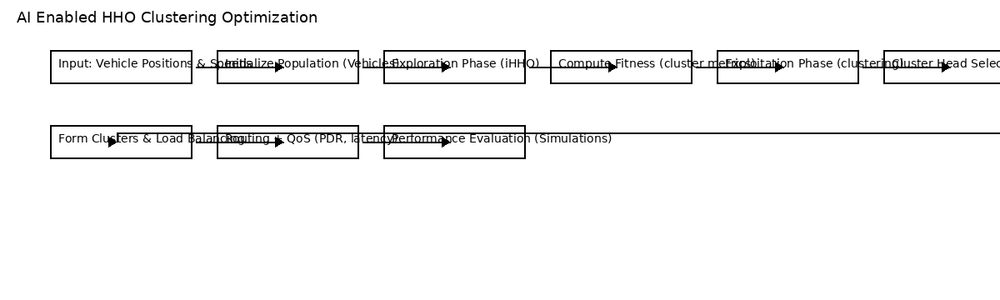 AI Enabled HHO Clustering Optimization
Input: Vehicle Positions & Speeds
Initialize Population (Vehicles)
Exploration Phase (iHHO)
Compute Fitness (cluster metrics)
Exploitation Phase (clustering)
Cluster Head
Form Clusters & Load Balancing
Routing + QoS (PDR, latency)
Performance Evaluation (Simulations)